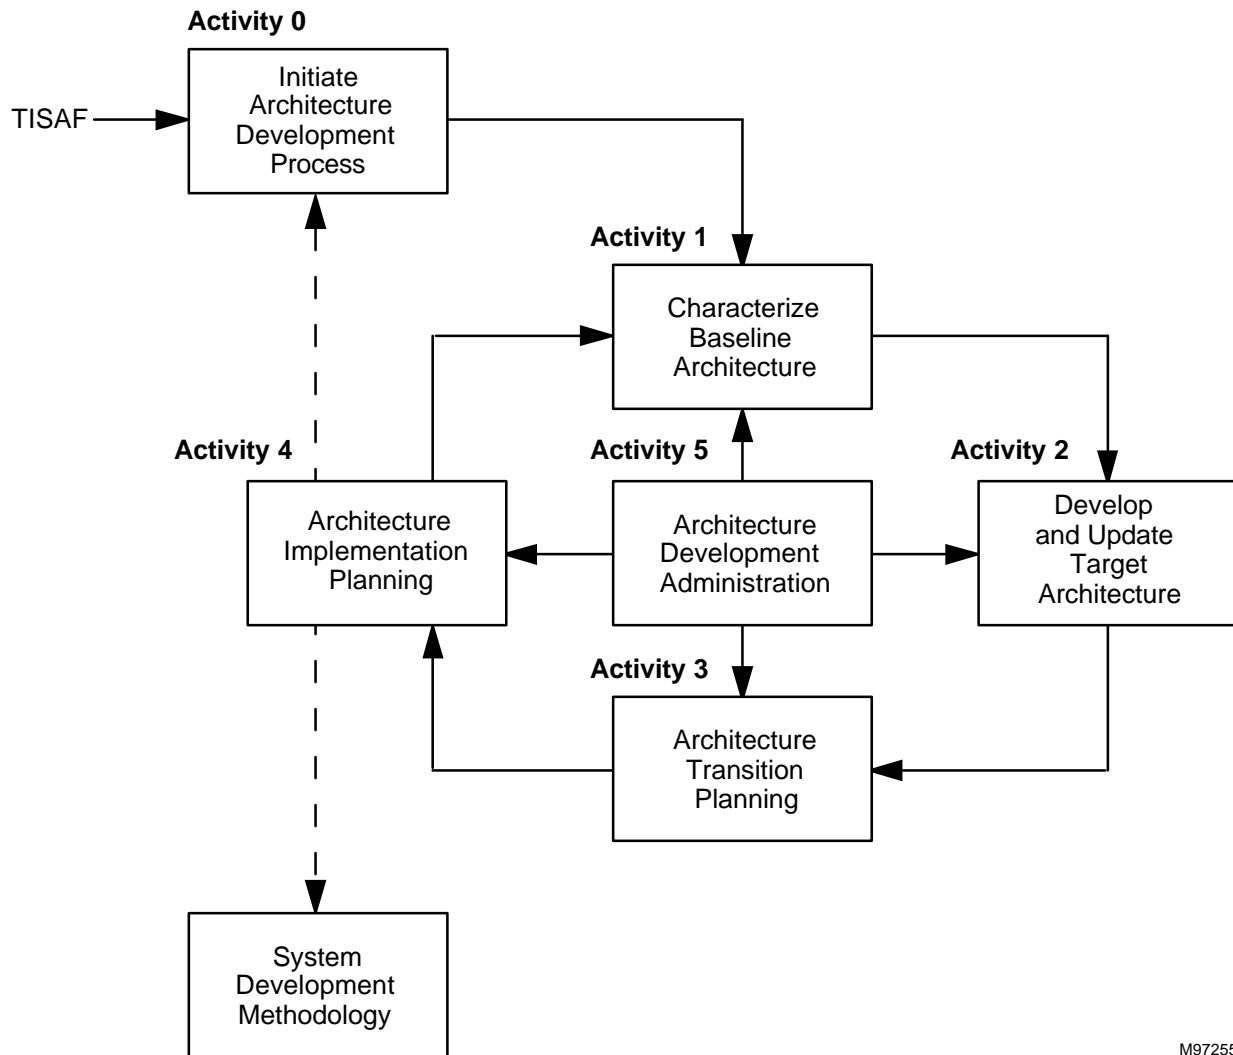 Activity 0
Initiate
Architecture
Development
Process
TISAF
Activity 1
Characterize
Baseline
Architecture
Activity 4
Architecture
Implementation
Planning
Activity 5
Architecture
Development
Administration
Activity 2
Develop
and Update
Target
Architecture
Activity 3
Architecture
Transition
Planning
System
Development
Methodology
M97255